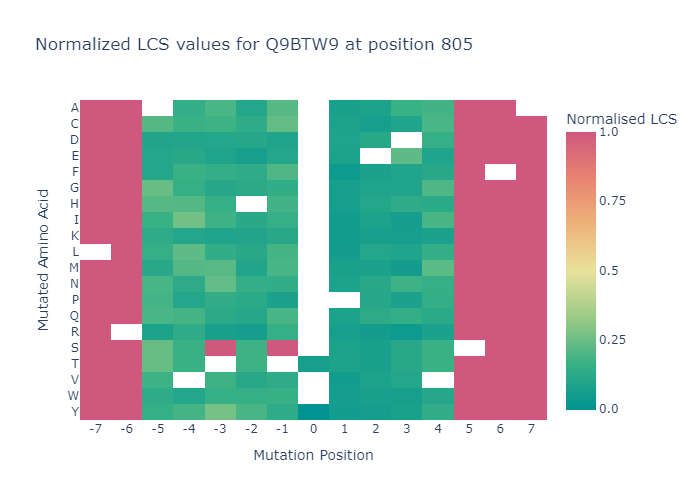 Normalized LCS values for Q9BTW9 at position 805
Normalised LCS
A
C
D
E
F
G
H
I
K
L
M
N
P
Q
R
S
T
V
W
Y
Mutated Amino Acid
-7 -6 -5 -4 -3 -2 -1 0 1 2 3 4 5 6 7
Mutation Position
1.0
0.75
0.5
0.25
0.0